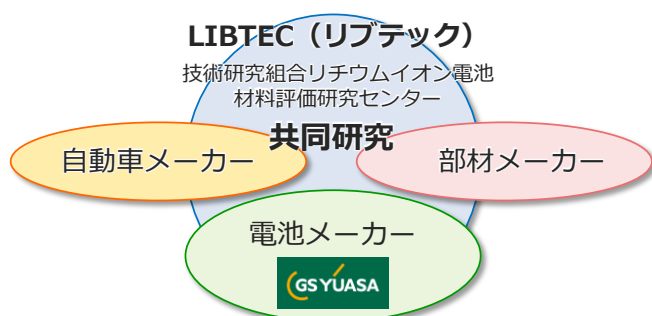 LIBTEC（リブテック）
技術研究組合リチウムイオン電池
材料評価研究センター
共同研究
自動車メーカー
部材メーカー
電池メーカー
GS YUASA